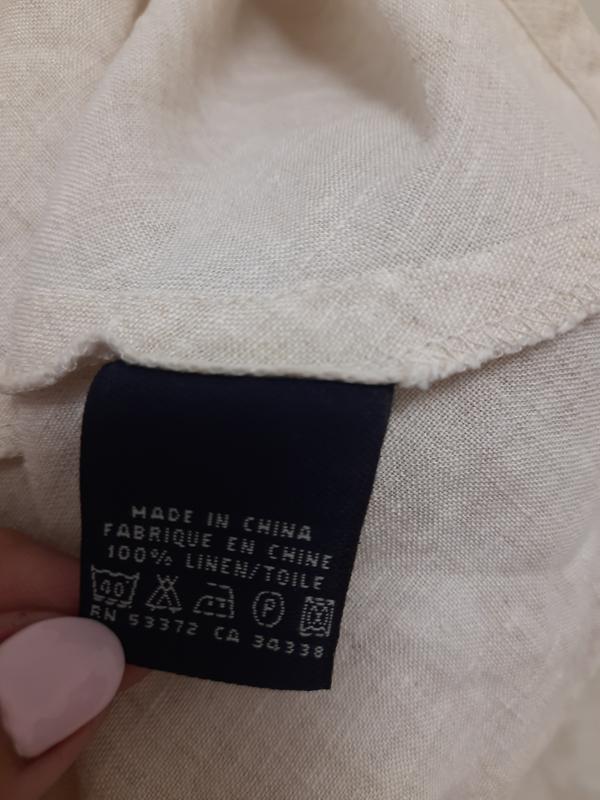 MADE IN CHINA
FABRIQUE EN CHINE
100% LINEN/TOILE
40 P
RN 53372 CA 34338